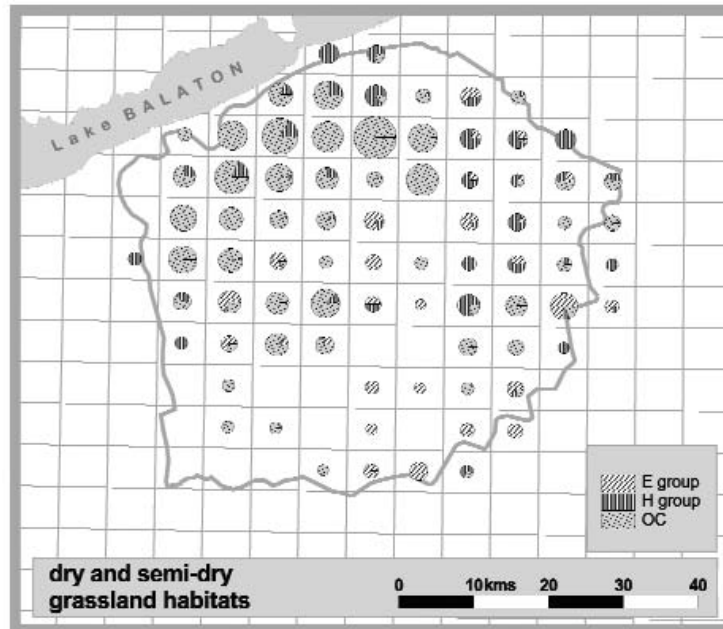 Lake BALATON
E group
H group
OC
dry and semi-dry
grassland habitats
0 10kms 20 30 40